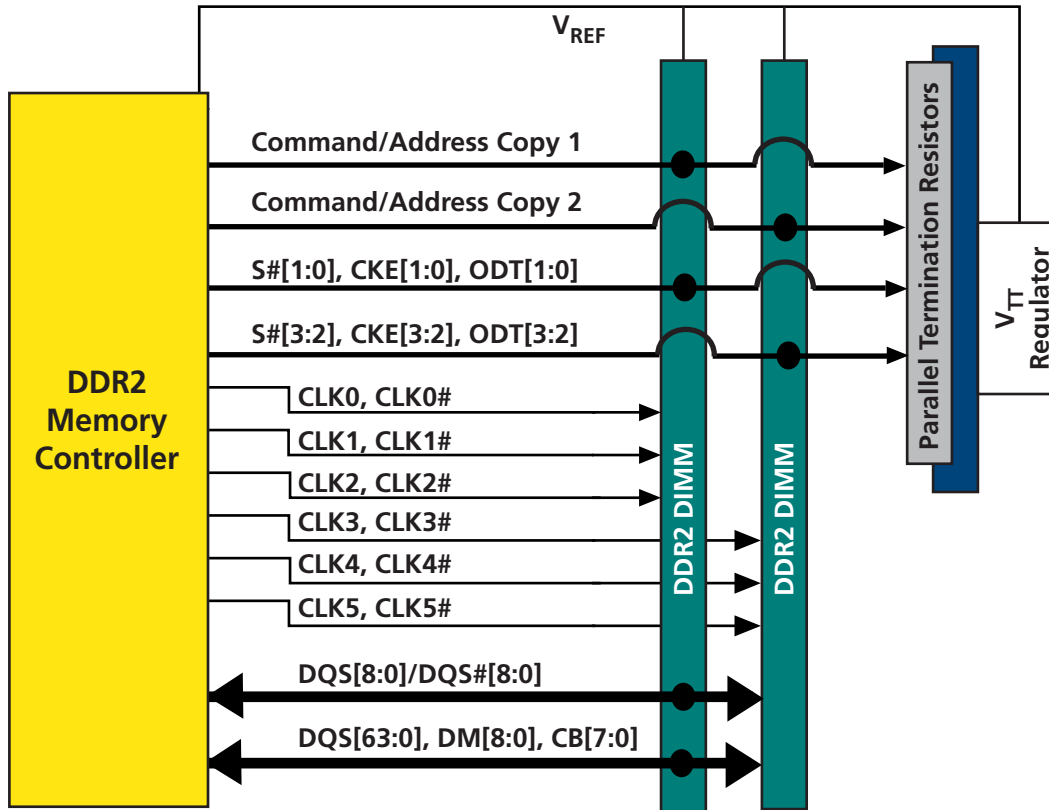 V_REF
Command/Address Copy 1
Command/Address Copy 2
S#[1:0], CKE[1:0], ODT[1:0]
S#[3:2], CKE[3:2], ODT[3:2]
DDR2
Memory
Controller
CLK0, CLK0#
CLK1, CLK1#
CLK2, CLK2#
CLK3, CLK3#
CLK4, CLK4#
CLK5, CLK5#
DQS[8:0]/DQS#[8:0]
DQS[63:0], DM[8:0], CB[7:0]
DDR2 DIMM
DDR2 DIMM
Parallel Termination Resistors
V_TT
Regulator